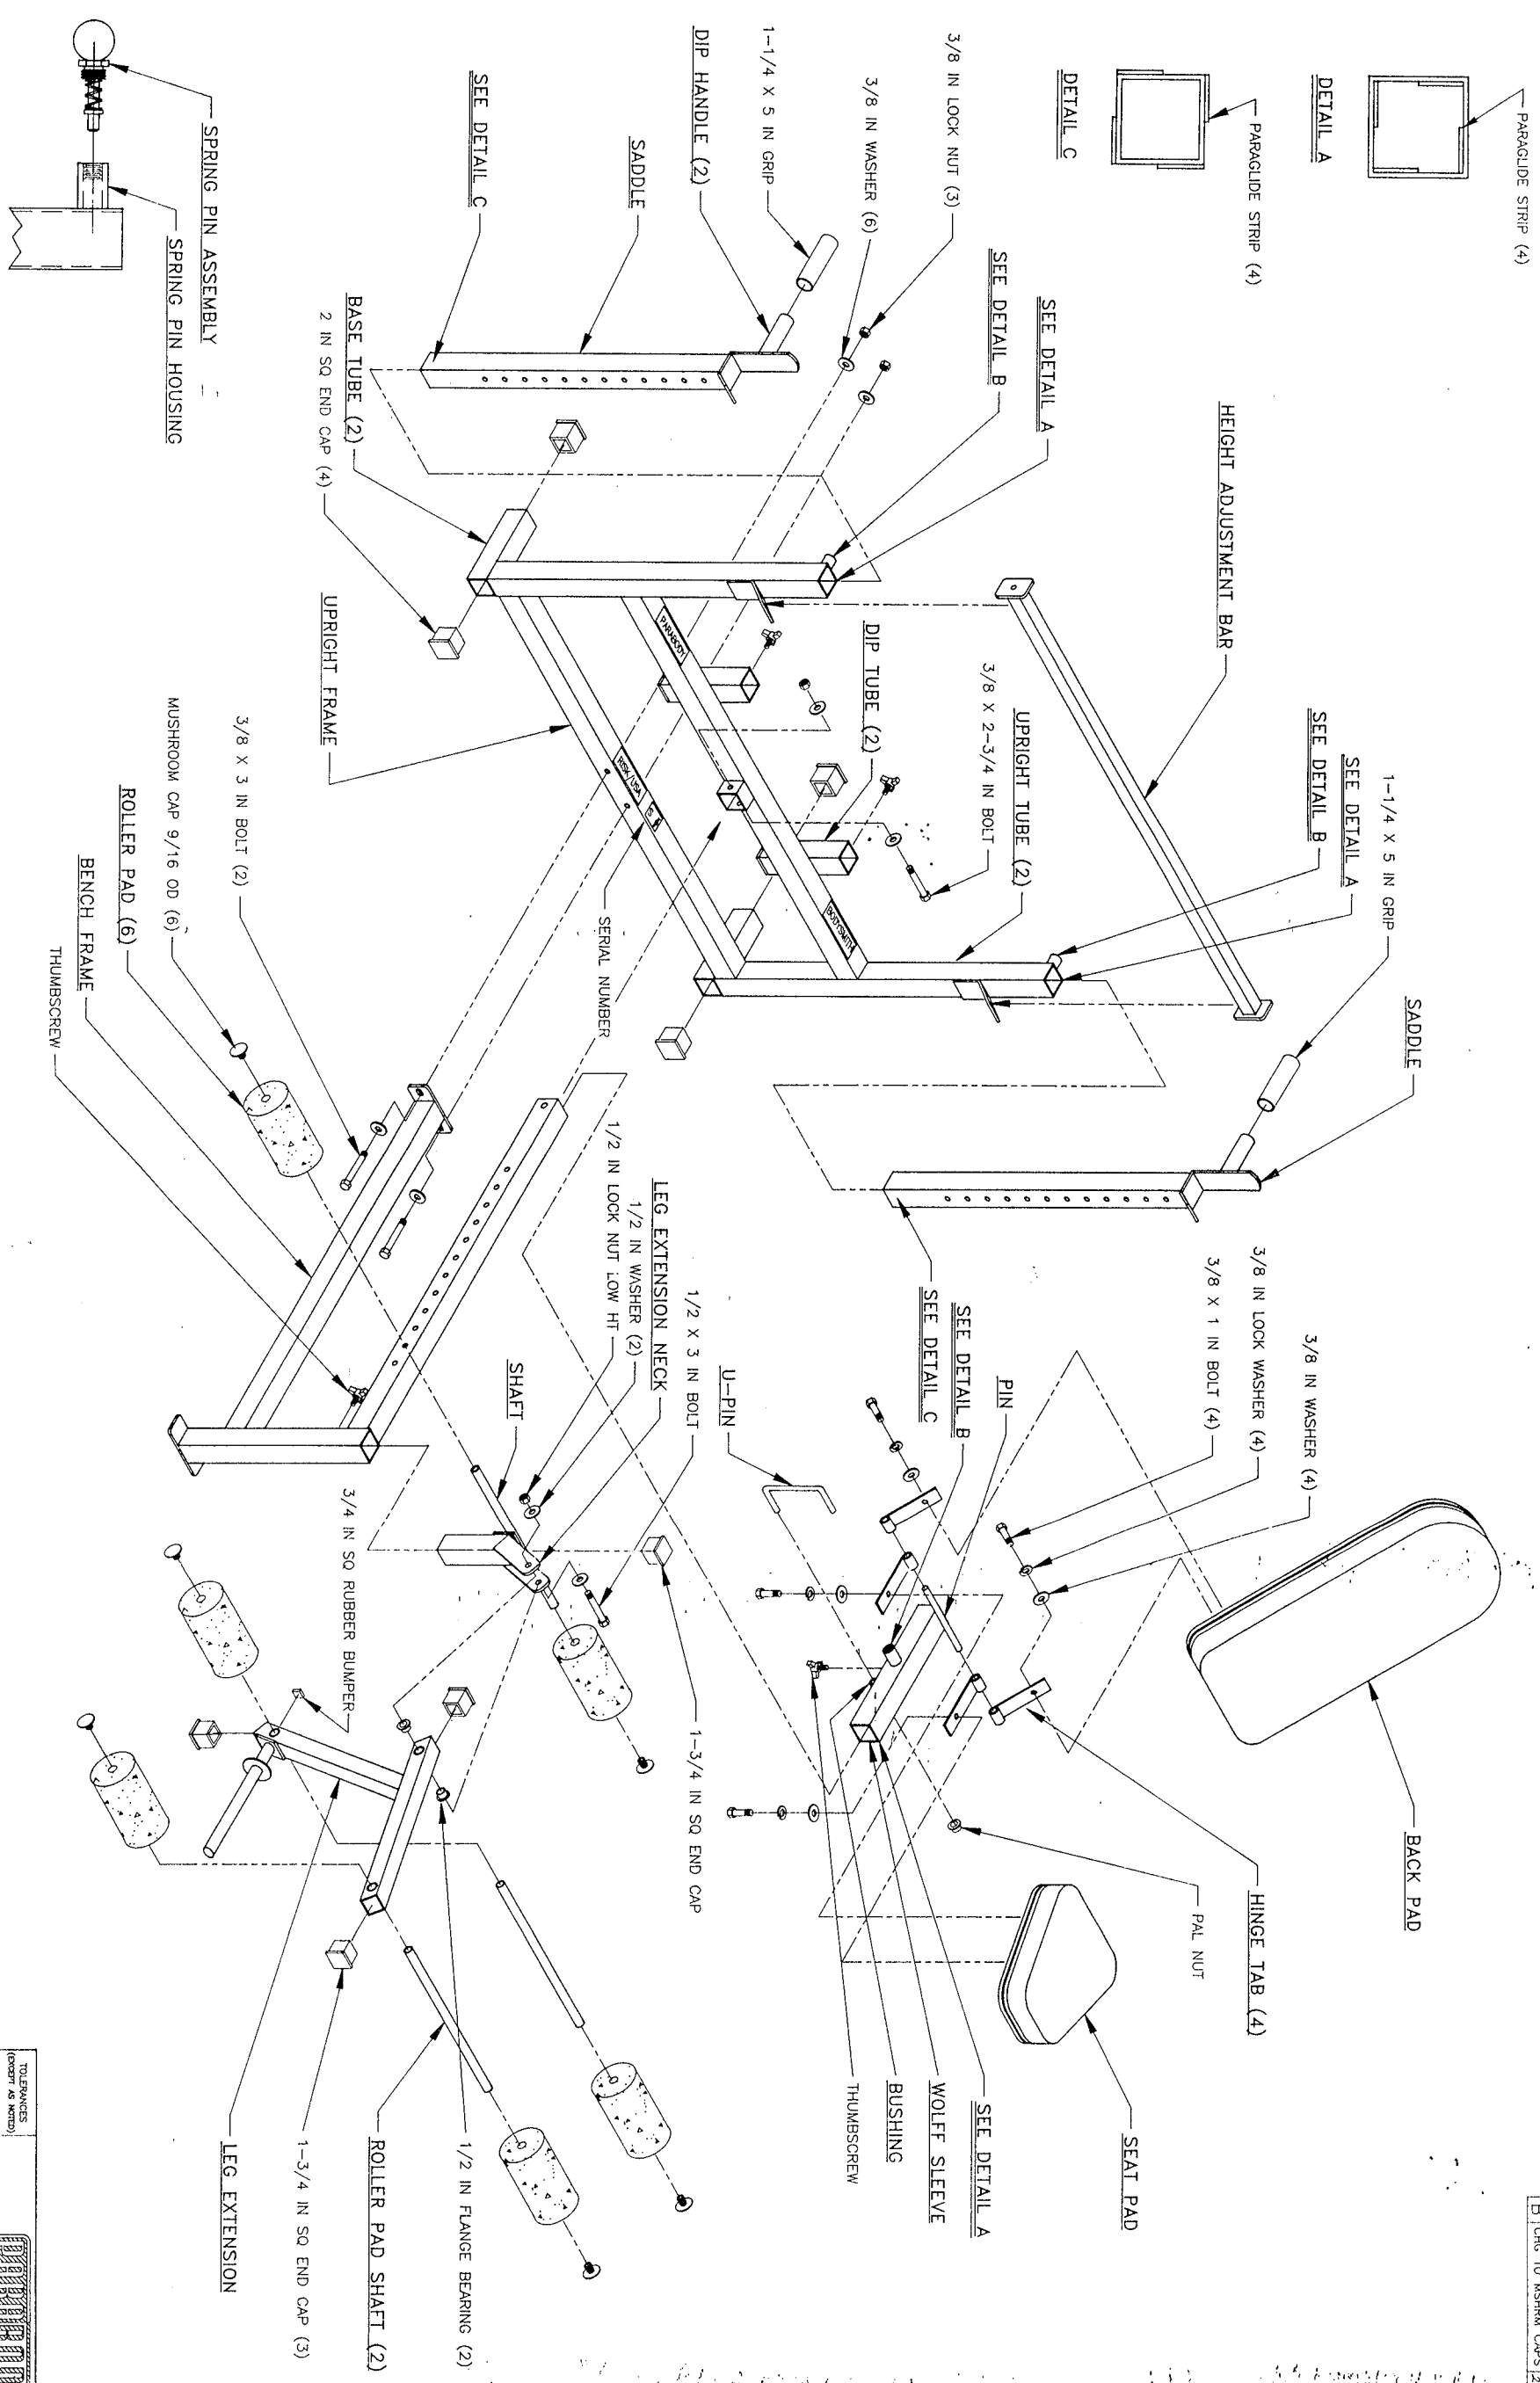 PARAGLIDE STRIP (4)
DETAIL A
PARAGLIDE STRIP (4)
DETAIL C
3/8 IN LOCK NUT (3)
3/8 IN WASHER (6)
1-1/4 X 5 IN GRIP
DIP HANDLE (2)
SADDLE
SEE DETAIL C
SPRING PIN ASSEMBLY
SPRING PIN HOUSING
BASE TUBE (2)
2 IN SQ END CAP (4)
SEE DETAIL B
SEE DETAIL A
HEIGHT ADJUSTMENT BAR
UPRIGHT FRAME
PARABODY
DIP TUBE (2)
3/8 X 2-3/4 IN BOLT
UPRIGHT TUBE (2)
SEE DETAIL B
SEE DETAIL A
1-1/4 X 5 IN GRIP
SADDLE
RISK/USA
BODYSMITH
SERIAL NUMBER
3/8 X 3 IN BOLT (2)
MUSHROOM CAP 9/16 OD (6)
ROLLER PAD (6)
BENCH FRAME
THUMBSCREW
1/2 X 3 IN BOLT
LEG EXTENSION NECK
1/2 IN WASHER (2)
1/2 IN LOCK NUT LOW HT
SHAFT
U-PIN
PIN
SEE DETAIL B
SEE DETAIL C
3/8 IN WASHER (4)
3/8 IN LOCK WASHER (4)
3/8 X 1 IN BOLT (4)
BACK PAD
HINGE TAB (4)
PAL NUT
SEAT PAD
SEE DETAIL A
WOLFF SLEEVE
BUSHING
THUMBSCREW
1-3/4 IN SQ END CAP
3/4 IN SQ RUBBER BUMPER
1/2 IN FLANGE BEARING (2)
ROLLER PAD SHAFT (2)
1-3/4 IN SQ END CAP (3)
LEG EXTENSION
TOLERANCES
(EXCEPT AS NOTED)
B CHG TO MSHRM CAPS